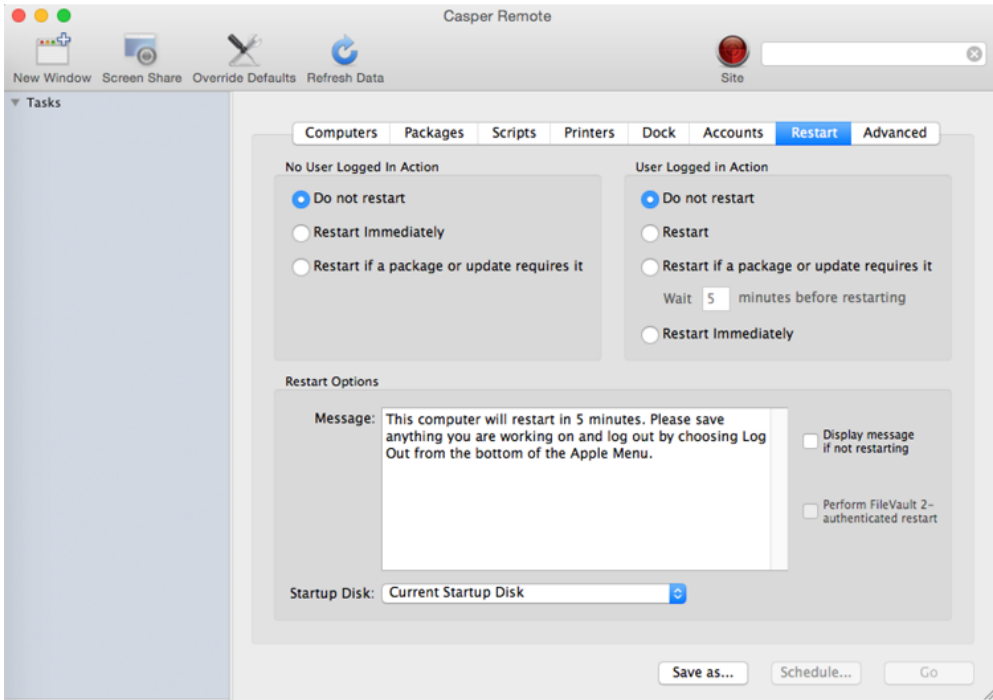 Casper Remote
New Window Screen Share Override Defaults Refresh Data Site
Tasks
Computers Packages Scripts Printers Dock Accounts Restart Advanced
No User Logged In Action
Do not restart
Restart Immediately
Restart if a package or update requires it
User Logged in Action
Do not restart
Restart
Restart if a package or update requires it
Wait 5 minutes before restarting
Restart Immediately
Restart Options
Message: This computer will restart in 5 minutes. Please save
anything you are working on and log out by choosing Log
Out from the bottom of the Apple Menu.
Display message
if not restarting
Perform FileVault 2-
authenticated restart
Startup Disk: Current Startup Disk
Save as... Schedule... Go